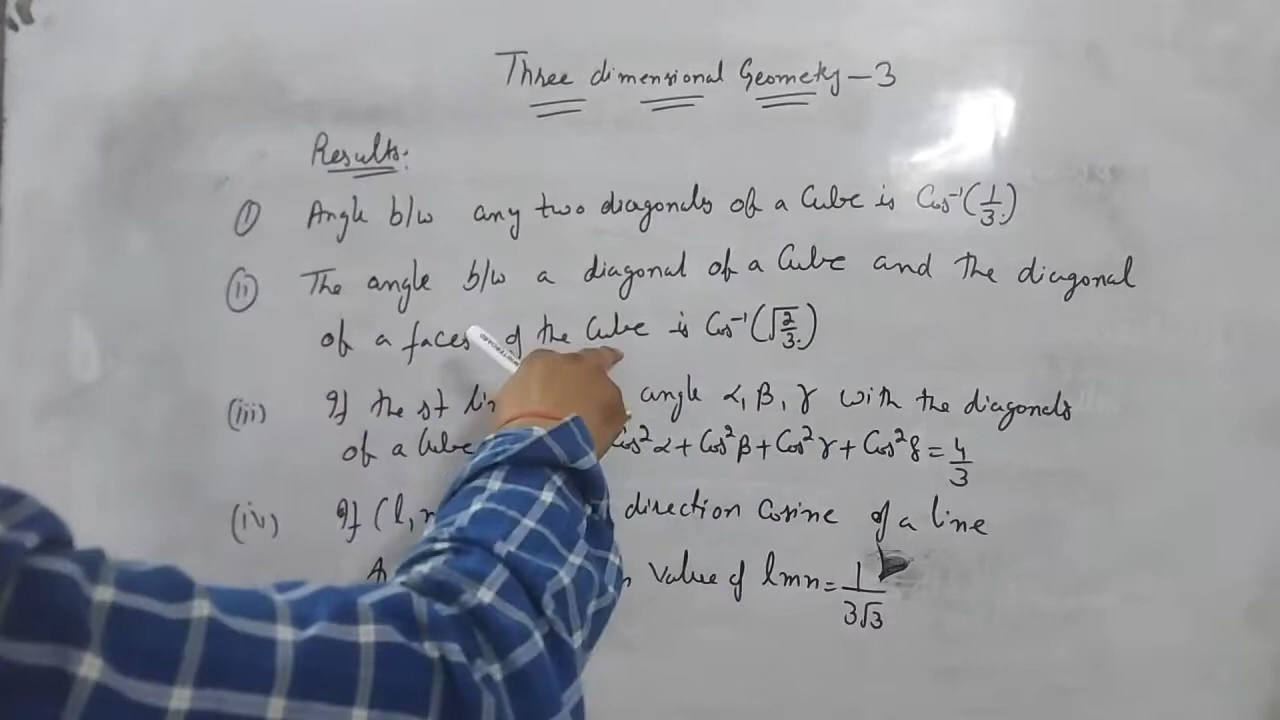 Three dimensional Geometry-3
Results:
(i) Angle b/w any two diagonals of a Cube is Cos⁻¹(1/3)
(ii) The angle b/w a diagonal of a Cube and the diagonal
of a faces of the Cube is Cos⁻¹(√2/3)
(iii) If the st angle α, β, γ with the diagonals
of a Cube Cos²α + Cos²β + Cos²γ + Cos²δ = 4/3
(iv) If (l, direction Cosine of a line
Value of lmn = 1/3√3